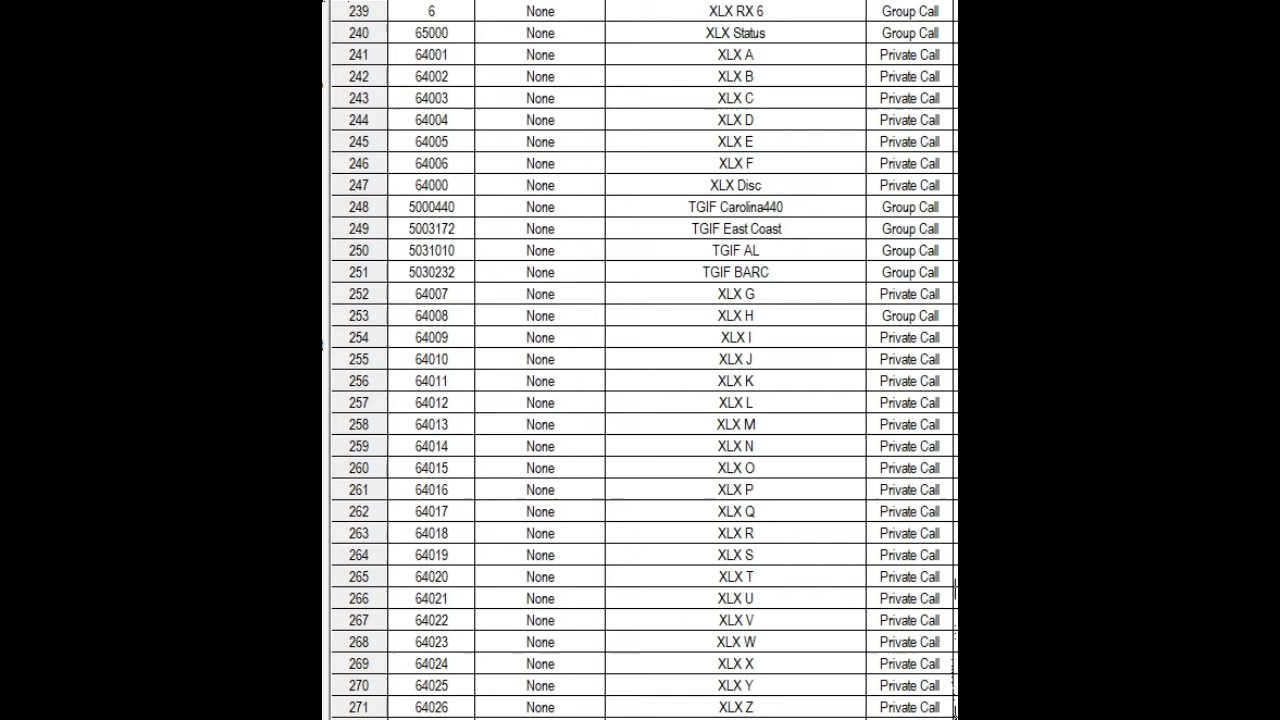 239 6 None XLX RX 6 Group Call
240 65000 None XLX Status Group Call
241 64001 None XLX A Private Call
242 64002 None XLX B Private Call
243 64003 None XLX C Private Call
244 64004 None XLX D Private Call
245 64005 None XLX E Private Call
246 64006 None XLX F Private Call
247 64000 None XLX Disc Private Call
248 5000440 None TGIF Carolina440 Group Call
249 5003172 None TGIF East Coast Group Call
250 5031010 None TGIF AL Group Call
251 5030232 None TGIF BARC Group Call
252 64007 None XLX G Private Call
253 64008 None XLX H Group Call
254 64009 None XLX I Private Call
255 64010 None XLX J Private Call
256 64011 None XLX K Private Call
257 64012 None XLX L Private Call
258 64013 None XLX M Private Call
259 64014 None XLX N Private Call
260 64015 None XLX O Private Call
261 64016 None XLX P Private Call
262 64017 None XLX Q Private Call
263 64018 None XLX R Private Call
264 64019 None XLX S Private Call
265 64020 None XLX T Private Call
266 64021 None XLX U Private Call
267 64022 None XLX V Private Call
268 64023 None XLX W Private Call
269 64024 None XLX X Private Call
270 64025 None XLX Y Private Call
271 64026 None XLX Z Private Call